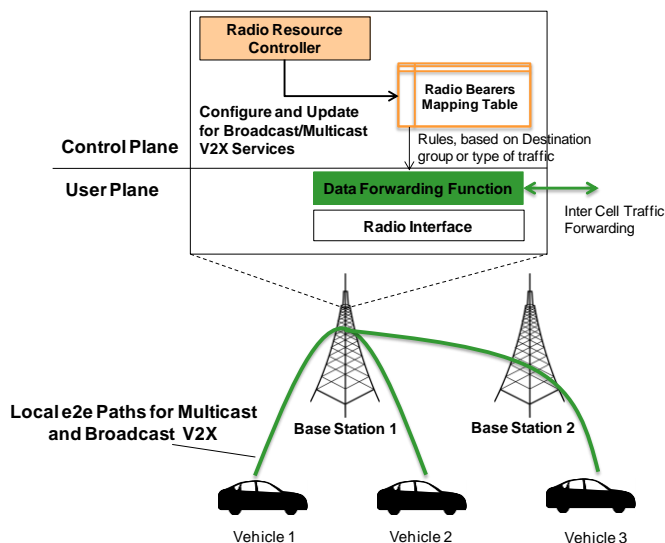 Radio Resource
Controller
Radio Bearers
Mapping Table
Configure and Update
for Broadcast/Multicast
V2X Services
Rules, based on Destination
group or type of traffic
Control Plane
User Plane
Data Forwarding Function
Radio Interface
Inter Cell Traffic
Forwarding
Local e2e Paths for Multicast
and Broadcast V2X
Base Station 1
Base Station 2
Vehicle 1
Vehicle 2
Vehicle 3